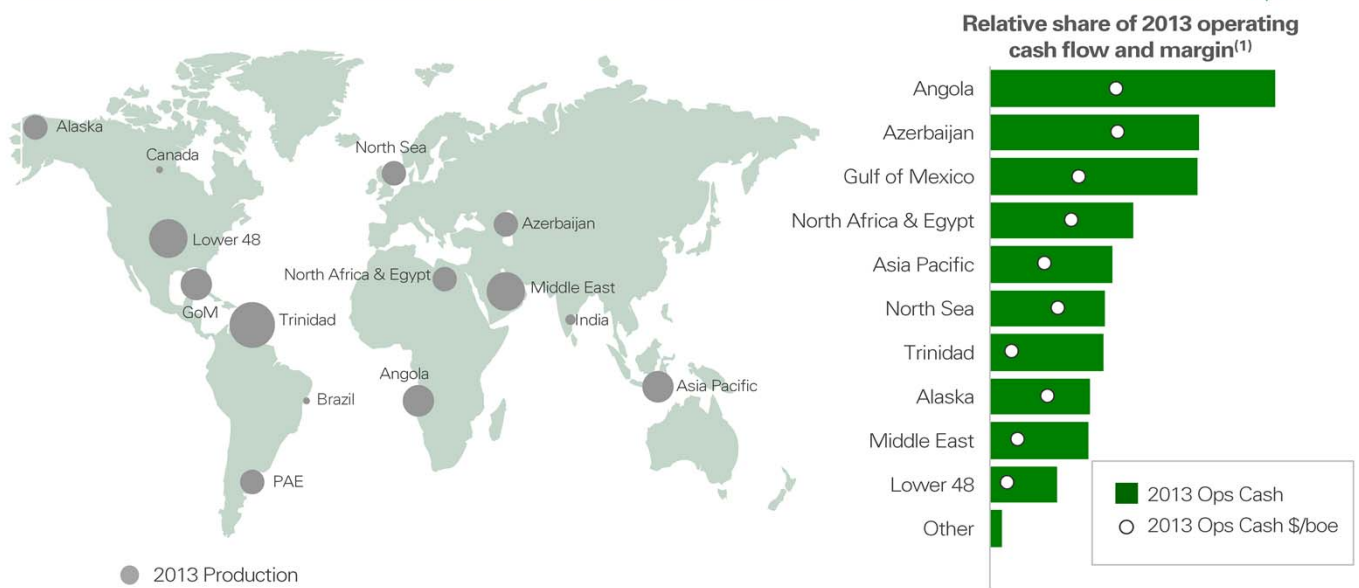 Relative share of 2013 operating
cash flow and margin(1)
Alaska
Canada
North Sea
Lower 48
Azerbaijan
North Africa & Egypt
Middle East
GoM
Trinidad
India
Angola
Asia Pacific
Brazil
PAE
2013 Production
Angola
Azerbaijan
Gulf of Mexico
North Africa & Egypt
Asia Pacific
North Sea
Trinidad
Alaska
Middle East
Lower 48
Other
2013 Ops Cash
2013 Ops Cash $/boe